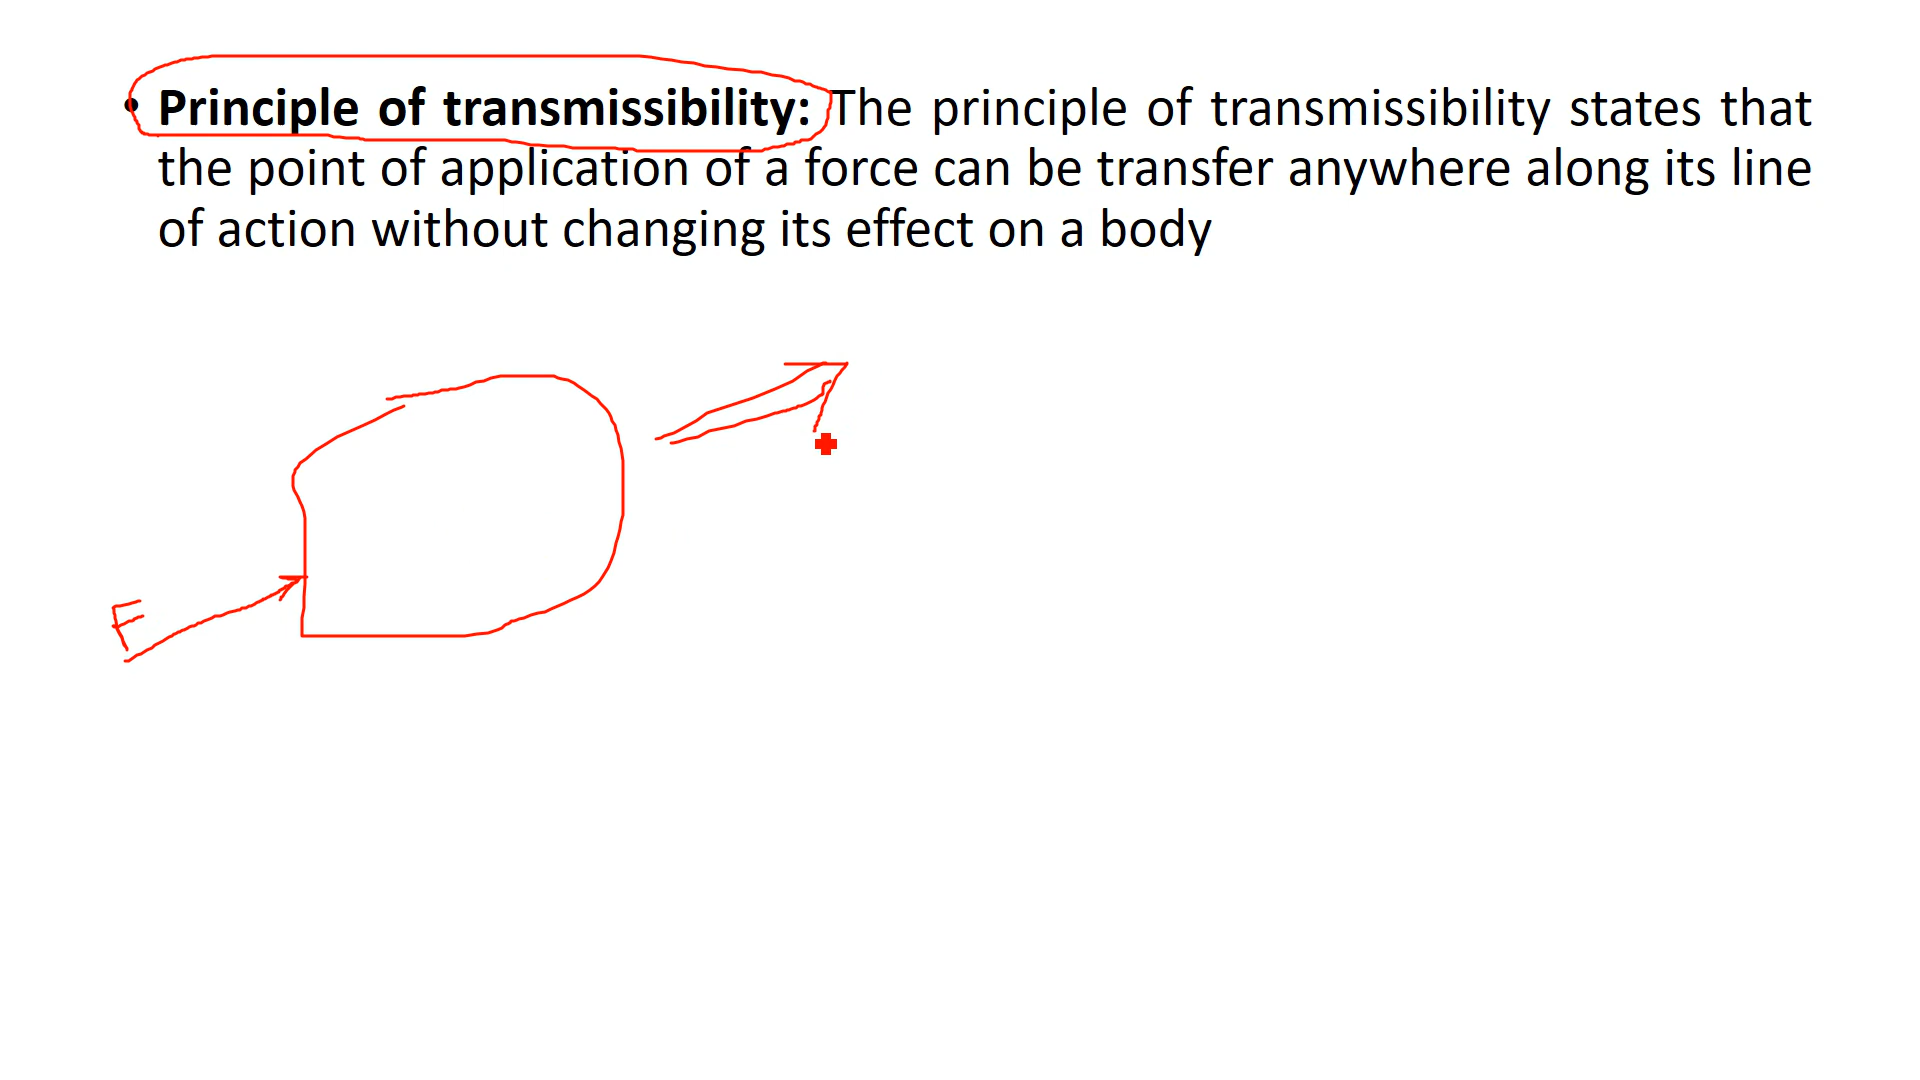 • Principle of transmissibility: The principle of transmissibility states that
the point of application of a force can be transfer anywhere along its line
of action without changing its effect on a body
F